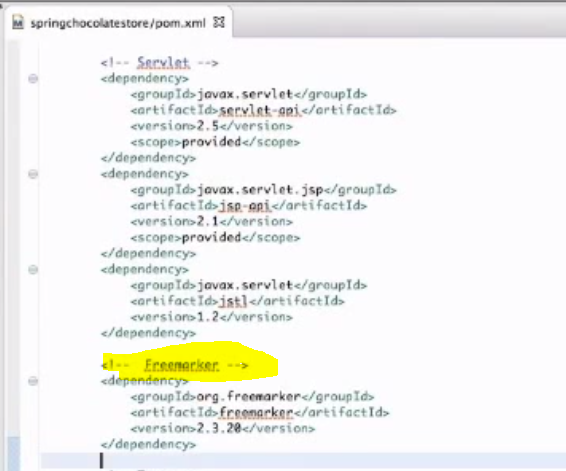 springchocolatestore/pom.xml
<!-- Servlet -->
<dependency>
<groupId>javax.servlet</groupId>
<artifactId>servlet-api</artifactId>
<version>2.5</version>
<scope>provided</scope>
</dependency>
<dependency>
<groupId>javax.servlet.jsp</groupId>
<artifactId>jsp-api</artifactId>
<version>2.1</version>
<scope>provided</scope>
</dependency>
<dependency>
<groupId>javax.servlet</groupId>
<artifactId>jstl</artifactId>
<version>1.2</version>
</dependency>
<!-- Freemarker -->
<dependency>
<groupId>org.freemarker</groupId>
<artifactId>freemarker</artifactId>
<version>2.3.20</version>
</dependency>